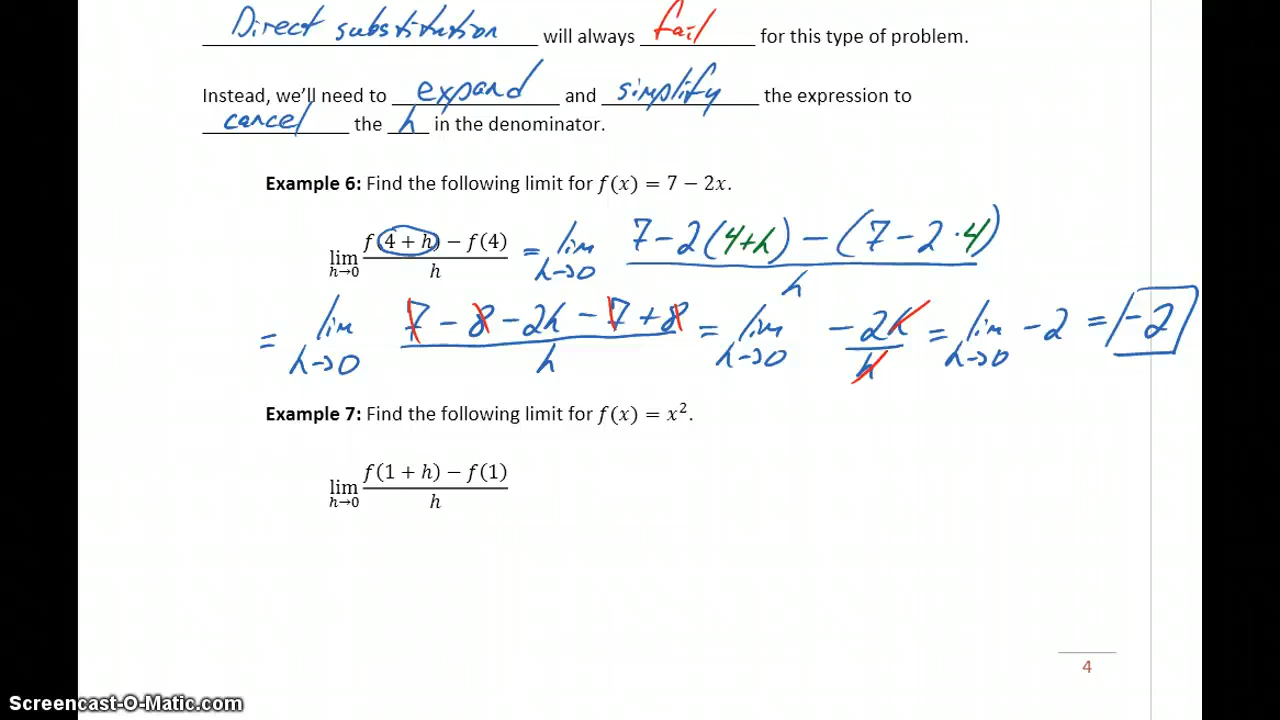 Direct substitution will always fail for this type of problem.
Instead, we'll need to expand and simplify the expression to
cancel the h in the denominator.
Example 6: Find the following limit for f(x) = 7 − 2x.
lim h→0 f(4 + h) − f(4) / h = lim h→0 7 − 2(4+h) − (7 − 2 · 4) / h
= lim h→0 7 − 8 − 2h − 7 + 8 / h = lim h→0 −2h / h = lim h→0 −2 = −2
Example 7: Find the following limit for f(x) = x².
lim h→0 f(1 + h) − f(1) / h
4
Screencast-O-Matic.com